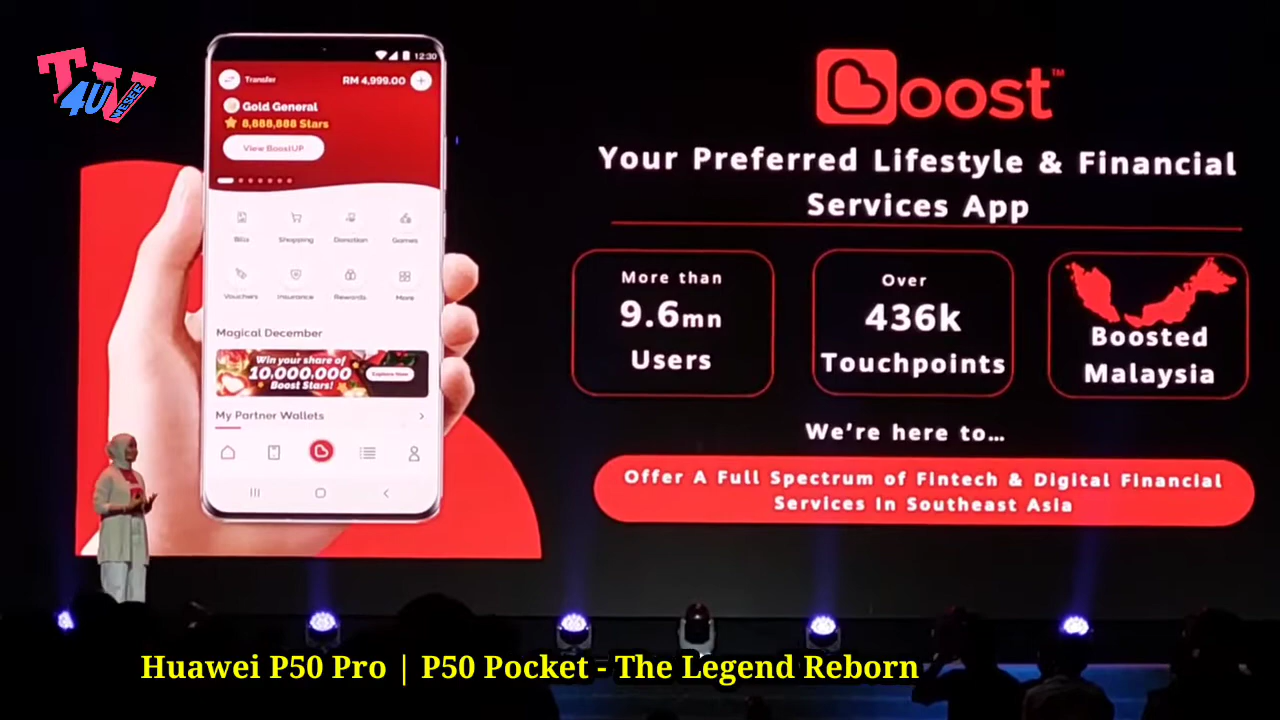 T4UV
WESEE
12:30
Transfer
RM 4,999.00
Gold General
8,888,888 Stars
View BoostUP
Bills Shopping Donation Games
Vouchers Insurance Rewards More
Magical December
Win your share of
10,000,000
Boost Stars!
Explore Now
My Partner Wallets
Boost™
Your Preferred Lifestyle & Financial
Services App
More than
9.6mn
Users
Over
436k
Touchpoints
Boosted
Malaysia
We're here to…
Offer A Full Spectrum of Fintech & Digital Financial
Services In Southeast Asia
Huawei P50 Pro | P50 Pocket - The Legend Reborn